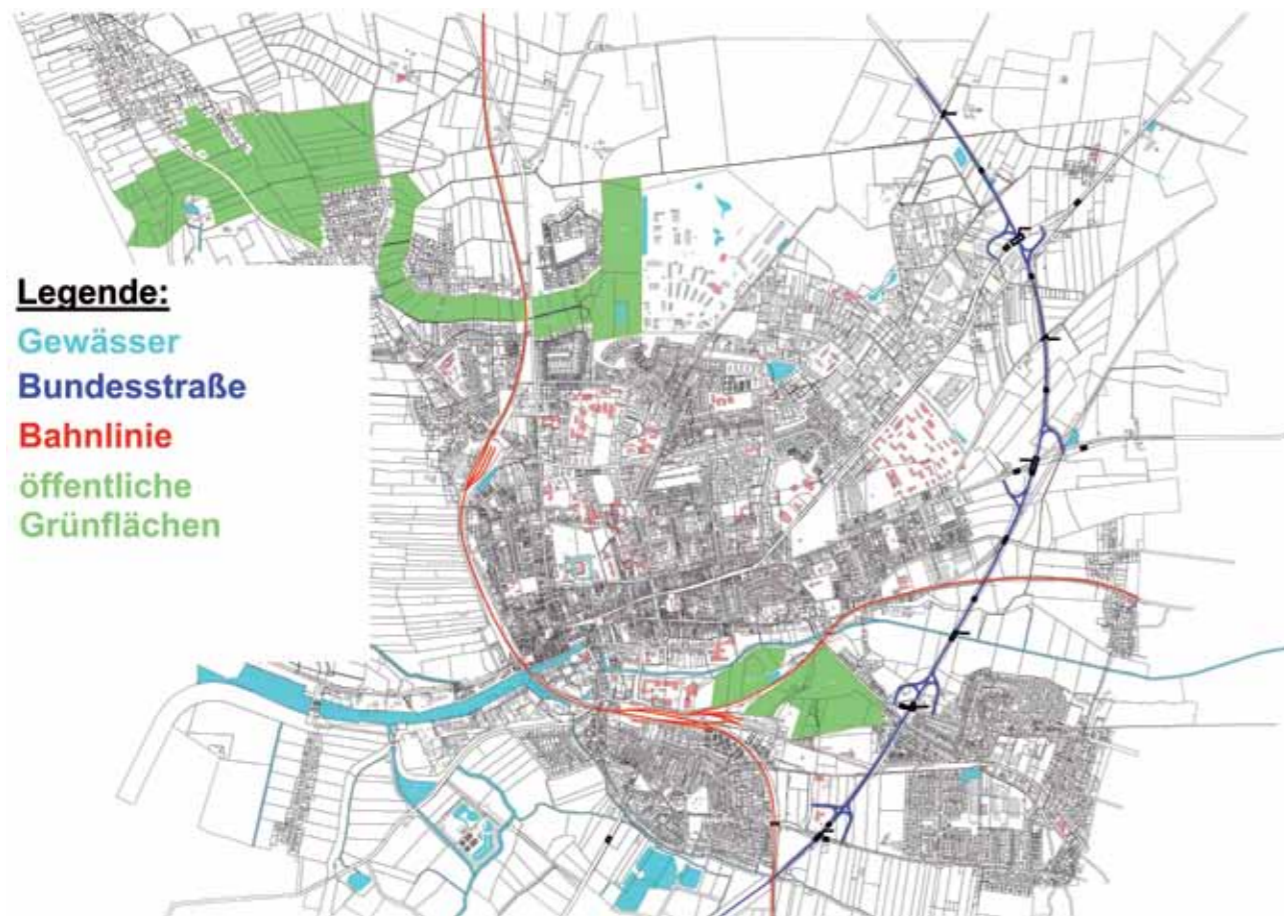 Legende:
Gewässer
Bundesstraße
Bahnlinie
öffentliche
Grünflächen